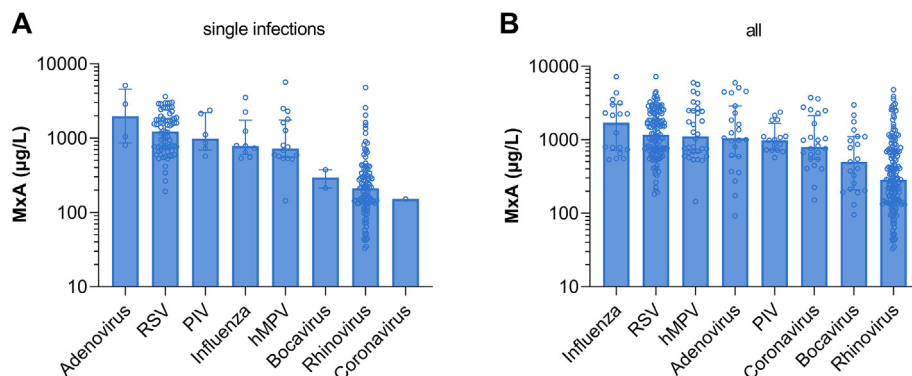 A
single infections
MxA (µg/L)
10000
1000
100
10
Adenovirus
RSV
PIV
Influenza
hMPV
Bocavirus
Rhinovirus
Coronavirus
B
all
MxA (µg/L)
10000
1000
100
10
Influenza
RSV
hMPV
Adenovirus
PIV
Coronavirus
Bocavirus
Rhinovirus